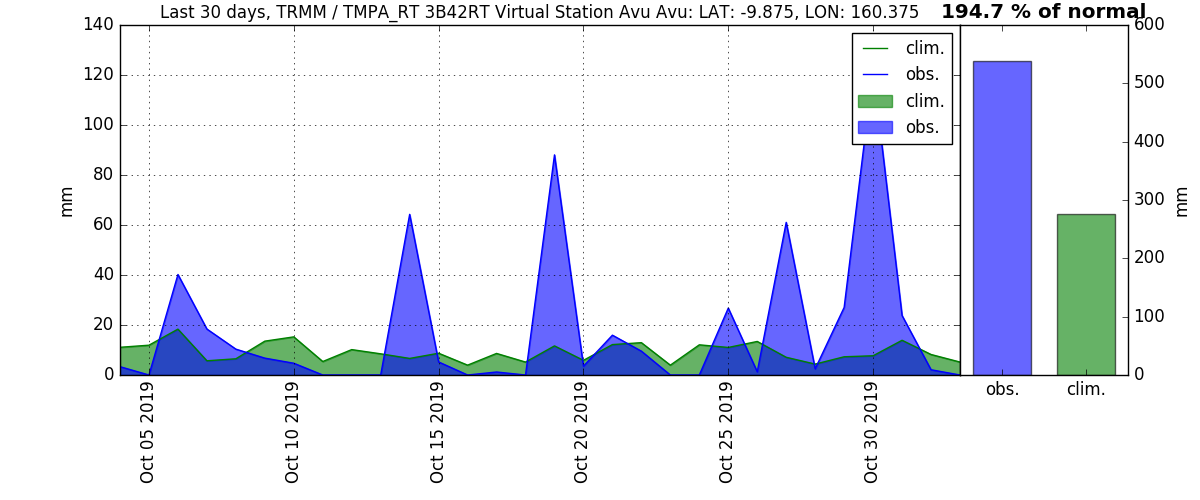 Last 30 days, TRMM / TMPA_RT 3B42RT Virtual Station Avu Avu: LAT: -9.875, LON: 160.375
194.7 % of normal
140
120
100
80
60
40
20
0
mm
clim.
obs.
clim.
obs.
600
500
400
300
200
100
0
mm
Oct 05 2019
Oct 10 2019
Oct 15 2019
Oct 20 2019
Oct 25 2019
Oct 30 2019
obs.
clim.